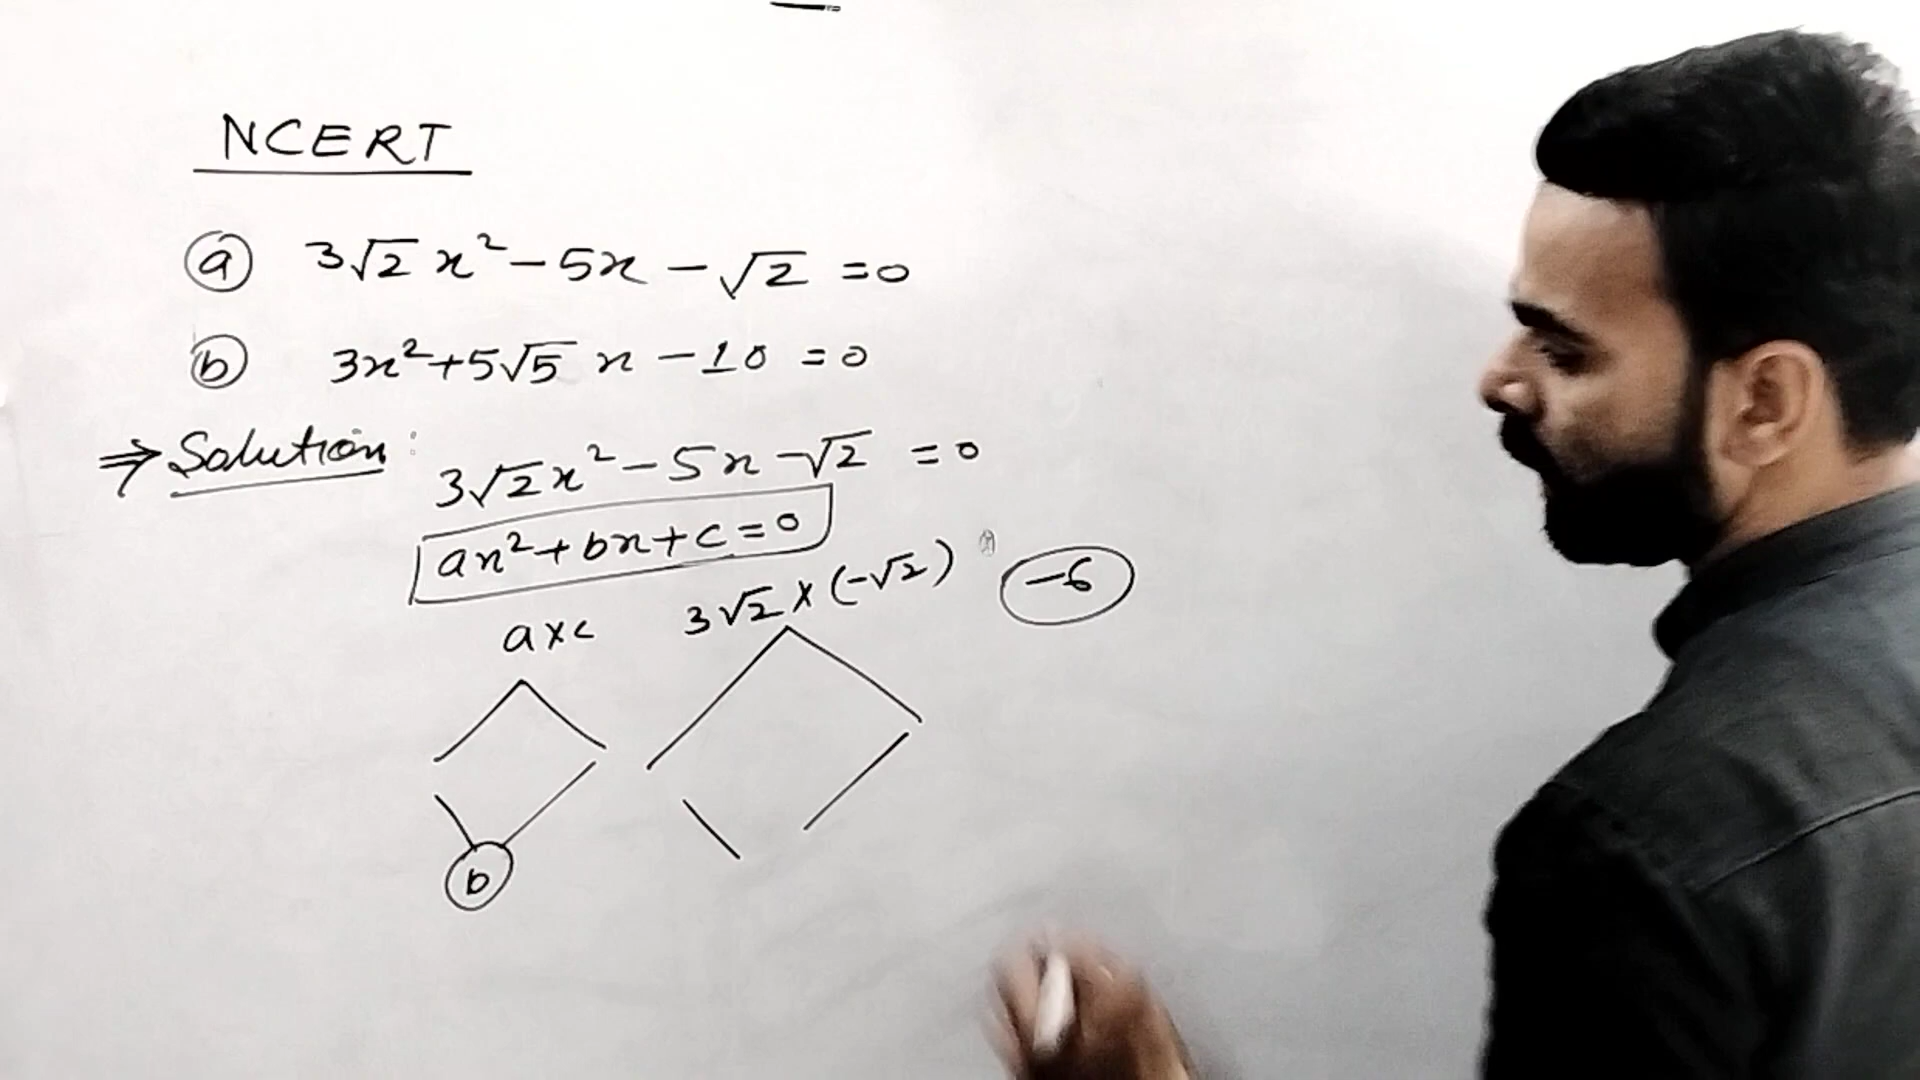 NCERT
ⓐ 3√2 x² - 5x - √2 = 0
ⓑ 3x² + 5√5 x - 10 = 0
⇒ Solution: 3√2x² - 5x - √2 = 0
ax² + bx + c = 0
a×c 3√2 × (-√2) -6
b